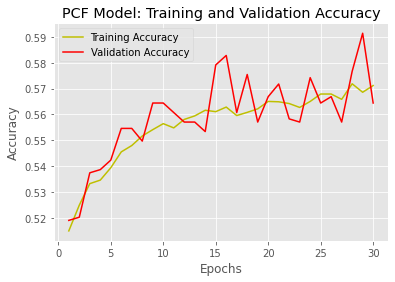 PCF Model: Training and Validation Accuracy
Training Accuracy
Validation Accuracy
0.59
0.58
0.57
0.56
0.55
0.54
0.53
0.52
Accuracy
0 5 10 15 20 25 30
Epochs